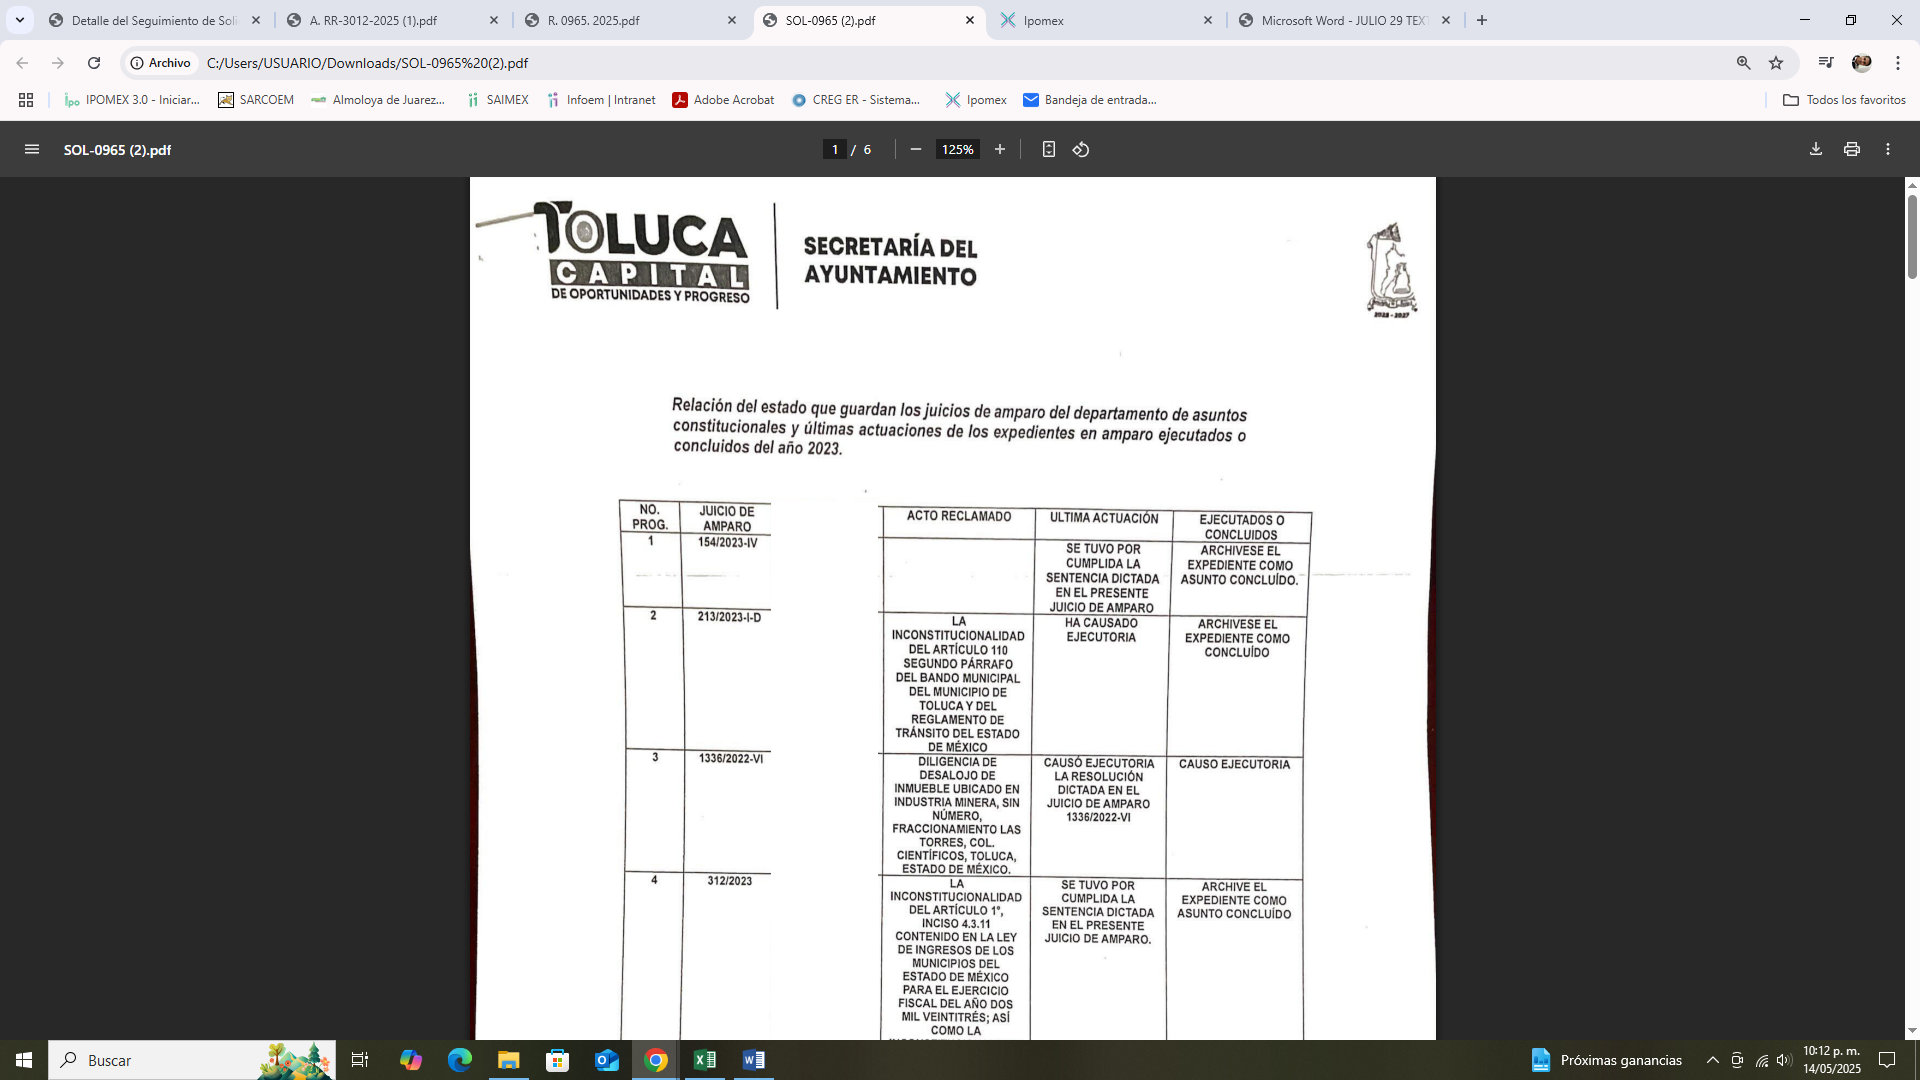 Detalle del Seguimiento de Soli
A. RR-3012-2025 (1).pdf
R. 0965. 2025.pdf
SOL-0965 (2).pdf
Ipomex
Microsoft Word - JULIO 29 TEXT
Archivo
C:/Users/USUARIO/Downloads/SOL-0965%20(2).pdf
IPOMEX 3.0 - Iniciar...
SARCOEM
Almoloya de Juarez...
SAIMEX
Infoem | Intranet
Adobe Acrobat
CREG ER - Sistema...
Ipomex
Bandeja de entrada...
Todos los favoritos
SOL-0965 (2).pdf
1 / 6
125%
TOLUCA
CAPITAL
DE OPORTUNIDADES Y PROGRESO
SECRETARÍA DEL
AYUNTAMIENTO
Relación del estado que guardan los juicios de amparo del departamento de asuntos
constitucionales y últimas actuaciones de los expedientes en amparo ejecutados o
concluidos del año 2023.
NO.
PROG.
JUICIO DE
AMPARO
ACTO RECLAMADO
ULTIMA ACTUACIÓN
EJECUTADOS O
CONCLUIDOS
1
154/2023-IV
SE TUVO POR
CUMPLIDA LA
SENTENCIA DICTADA
EN EL PRESENTE
JUICIO DE AMPARO
ARCHIVESE EL
EXPEDIENTE COMO
ASUNTO CONCLUÍDO.
2
213/2023-I-D
LA
INCONSTITUCIONALIDAD
DEL ARTÍCULO 110
SEGUNDO PÁRRAFO
DEL BANDO MUNICIPAL
DEL MUNICIPIO DE
TOLUCA Y DEL
REGLAMENTO DE
TRÁNSITO DEL ESTADO
DE MÉXICO
HA CAUSADO
EJECUTORIA
ARCHIVESE EL
EXPEDIENTE COMO
CONCLUÍDO
3
1336/2022-VI
DILIGENCIA DE
DESALOJO DE
INMUEBLE UBICADO EN
INDUSTRIA MINERA, SIN
NÚMERO,
FRACCIONAMIENTO LAS
TORRES, COL.
CIENTÍFICOS, TOLUCA,
ESTADO DE MÉXICO.
CAUSÓ EJECUTORIA
LA RESOLUCIÓN
DICTADA EN EL
JUICIO DE AMPARO
1336/2022-VI
CAUSO EJECUTORIA
4
312/2023
LA
INCONSTITUCIONALIDAD
DEL ARTÍCULO 1°,
INCISO 4.3.11
CONTENIDO EN LA LEY
DE INGRESOS DE LOS
MUNICIPIOS DEL
ESTADO DE MÉXICO
PARA EL EJERCICIO
FISCAL DEL AÑO DOS
MIL VEINTITRÉS; ASÍ
COMO LA
SE TUVO POR
CUMPLIDA LA
SENTENCIA DICTADA
EN EL PRESENTE
JUICIO DE AMPARO.
ARCHIVE EL
EXPEDIENTE COMO
ASUNTO CONCLUÍDO
Buscar
Próximas ganancias
10:12 p. m.
14/05/2025